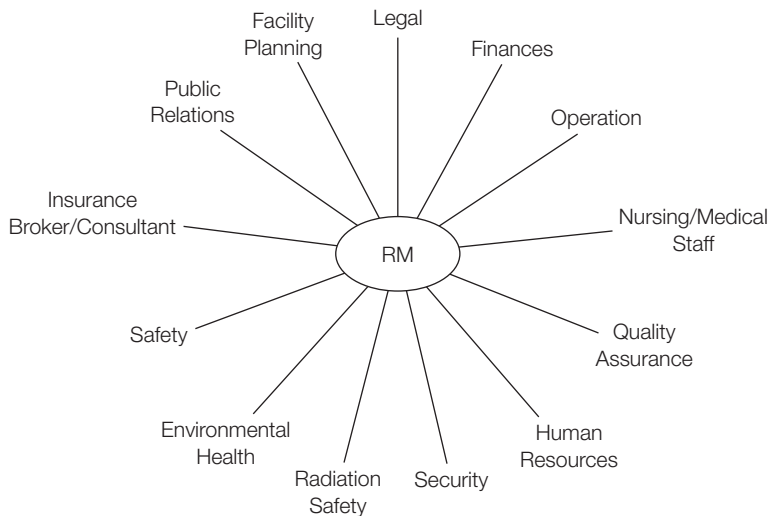 Legal
Facility
Planning
Finances
Public
Relations
Operation
Insurance
Broker/Consultant
Nursing/Medical
Staff
RM
Safety
Quality
Assurance
Environmental
Health
Human
Resources
Radiation
Safety
Security